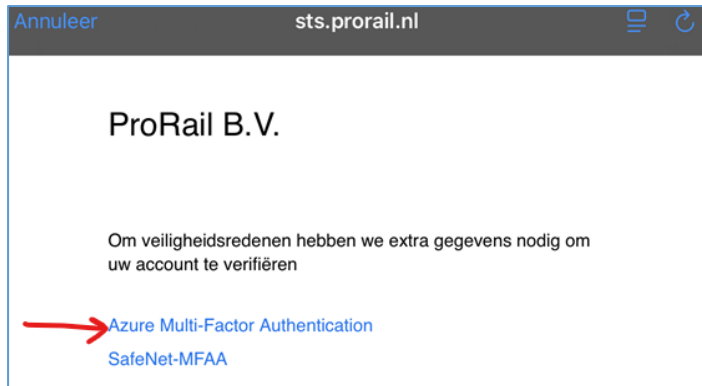 Annuleer sts.prorail.nl
ProRail B.V.
Om veiligheidsredenen hebben we extra gegevens nodig om
uw account te verifiëren
Azure Multi-Factor Authentication
SafeNet-MFAA